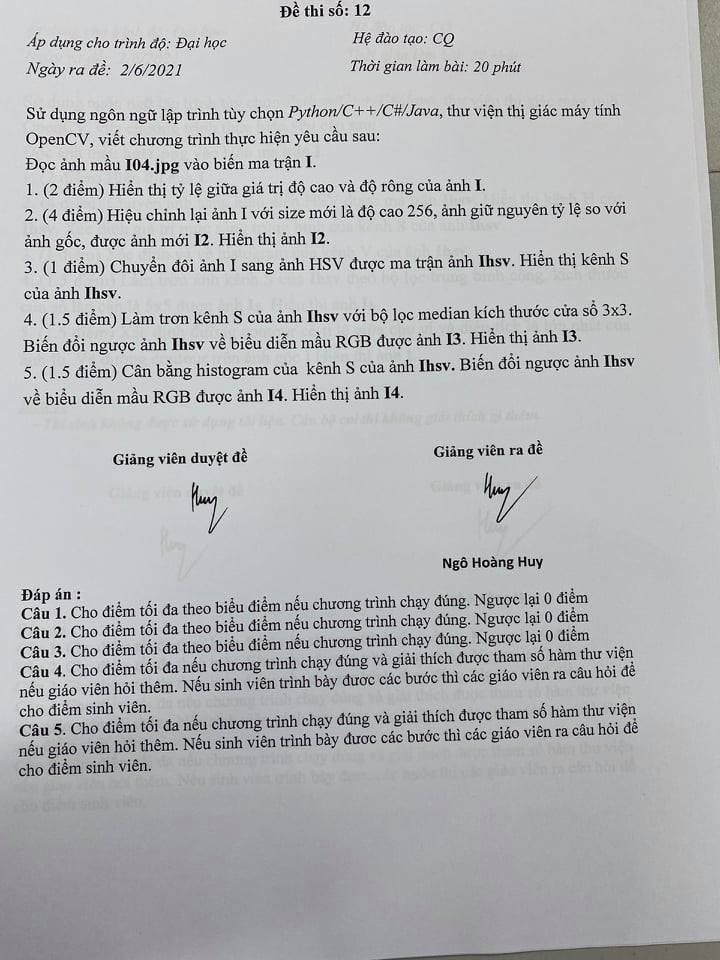 Đề thi số: 12
Áp dụng cho trình độ: Đại học
Hệ đào tạo: CQ
Ngày ra đề: 2/6/2021
Thời gian làm bài: 20 phút
Sử dụng ngôn ngữ lập trình tùy chọn Python/C++/C#/Java, thư viện thị giác máy tính
OpenCV, viết chương trình thực hiện yêu cầu sau:
Đọc ảnh mầu I04.jpg vào biến ma trận I.
1. (2 điểm) Hiển thị tỷ lệ giữa giá trị độ cao và độ rông của ảnh I.
2. (4 điểm) Hiệu chỉnh lại ảnh I với size mới là độ cao 256, ảnh giữ nguyên tỷ lệ so với
ảnh gốc, được ảnh mới I2. Hiển thị ảnh I2.
3. (1 điểm) Chuyển đổi ảnh I sang ảnh HSV được ma trận ảnh Ihsv. Hiển thị kênh S
của ảnh Ihsv.
4. (1.5 điểm) Làm trơn kênh S của ảnh Ihsv với bộ lọc median kích thước cửa sổ 3x3.
Biến đổi ngược ảnh Ihsv về biểu diễn mầu RGB được ảnh I3. Hiển thị ảnh I3.
5. (1.5 điểm) Cân bằng histogram của kênh S của ảnh Ihsv. Biến đổi ngược ảnh Ihsv
về biểu diễn mầu RGB được ảnh I4. Hiển thị ảnh I4.
Giảng viên duyệt đề
Giảng viên ra đề
Huy
Huy
Ngô Hoàng Huy
Đáp án :
Câu 1. Cho điểm tối đa theo biểu điểm nếu chương trình chạy đúng. Ngược lại 0 điểm
Câu 2. Cho điểm tối đa theo biểu điểm nếu chương trình chạy đúng. Ngược lại 0 điểm
Câu 3. Cho điểm tối đa theo biểu điểm nếu chương trình chạy đúng. Ngược lại 0 điểm
Câu 4. Cho điểm tối đa nếu chương trình chạy đúng và giải thích được tham số hàm thư viện
nếu giáo viên hỏi thêm. Nếu sinh viên trình bày đươc các bước thì các giáo viên ra câu hỏi để
cho điểm sinh viên.
Câu 5. Cho điểm tối đa nếu chương trình chạy đúng và giải thích được tham số hàm thư viện
nếu giáo viên hỏi thêm. Nếu sinh viên trình bày đươc các bước thì các giáo viên ra câu hỏi để
cho điểm sinh viên.